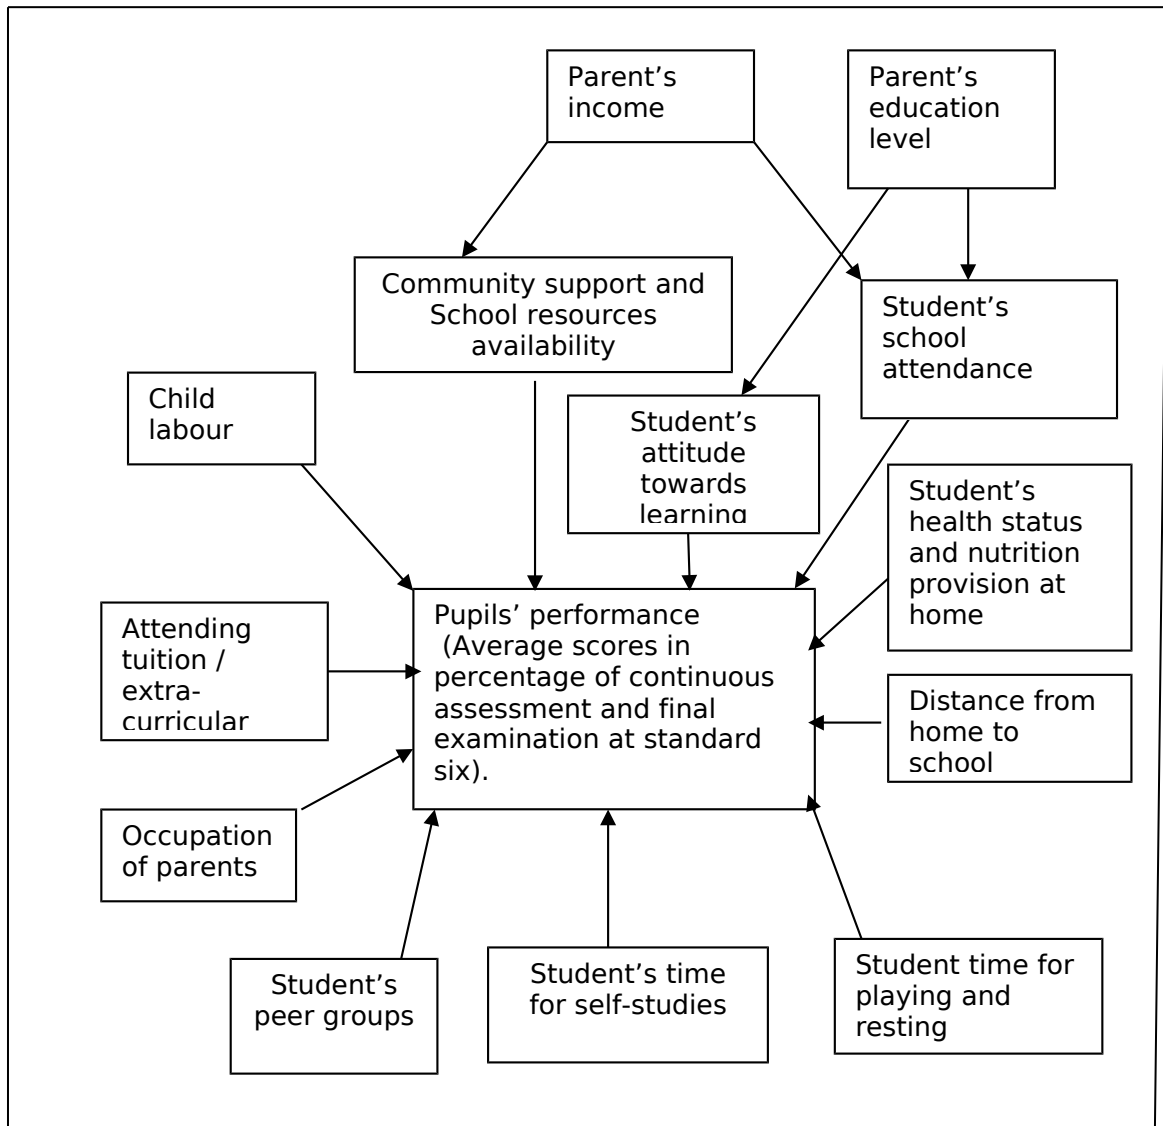 Parent’s
income
Parent’s
education
level
Community support and
School resources
availability
Student’s
school
attendance
Child
labour
Student’s
attitude
towards
learning
Student’s
health status
and nutrition
provision at
home
Attending
tuition /
extra-
curricular
Pupils’ performance
(Average scores in
percentage of continuous
assessment and final
examination at standard
six).
Distance from
home to
school
Occupation
of parents
Student’s
peer groups
Student’s time
for self-studies
Student time for
playing and
resting